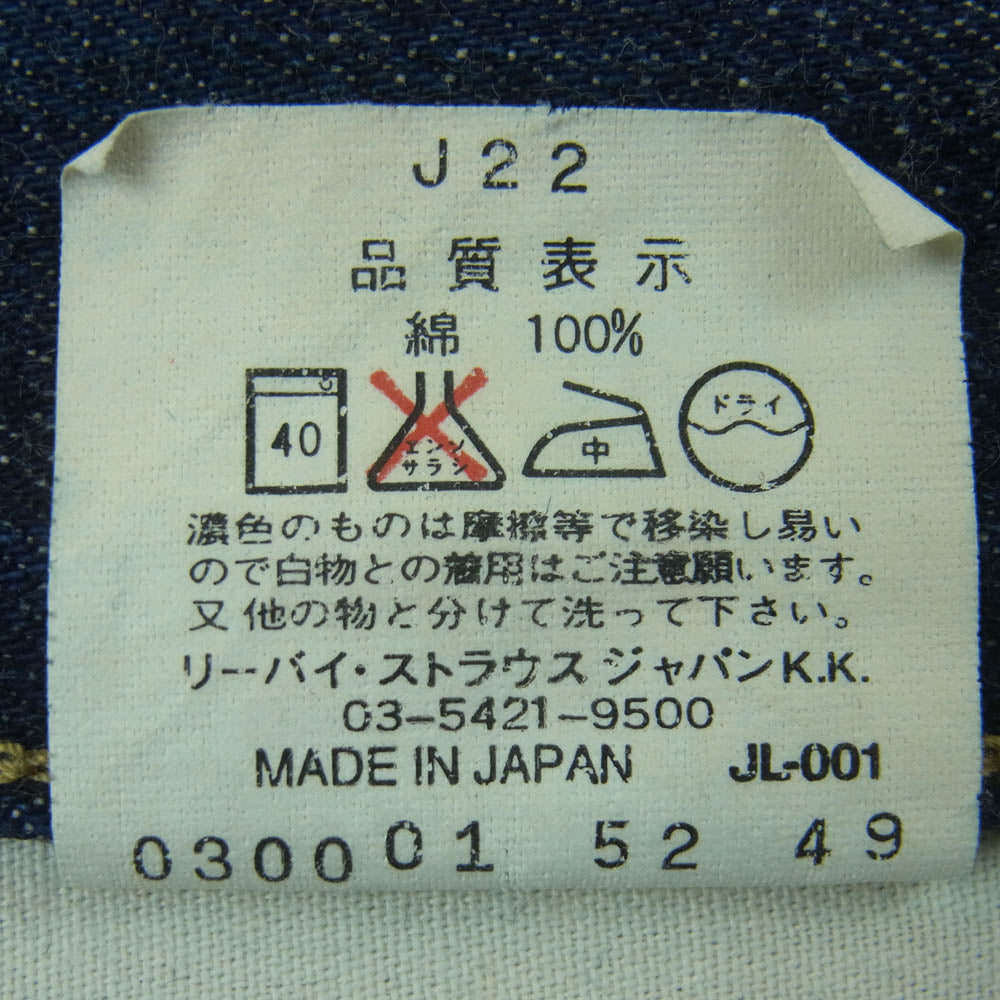 J22
品質表示
綿 100%
40 エンソサラシ 中 ドライ
濃色のものは摩擦等で移染し易い
ので白物との着用はご注意願います。
又他の物と分けて洗って下さい。
リーバイ・ストラウス ジャパンK.K.
03-5421-9500
MADE IN JAPAN JL-001
0300 01 52 49